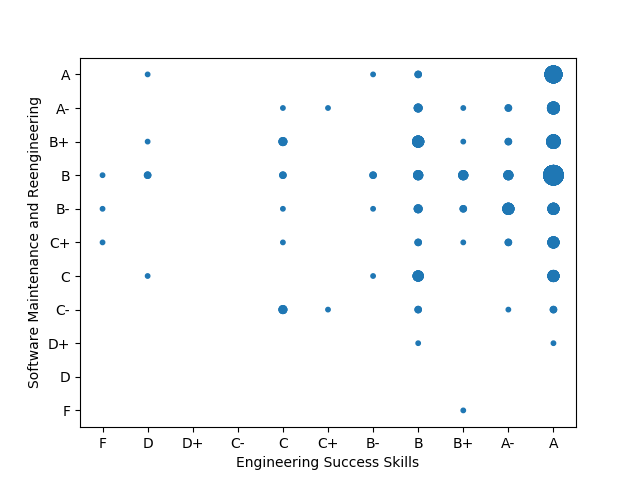 Software Maintenance and Reengineering
A
A-
B+
B
B-
C+
C
C-
D+
D
F
F D D+ C- C C+ B- B B+ A- A
Engineering Success Skills